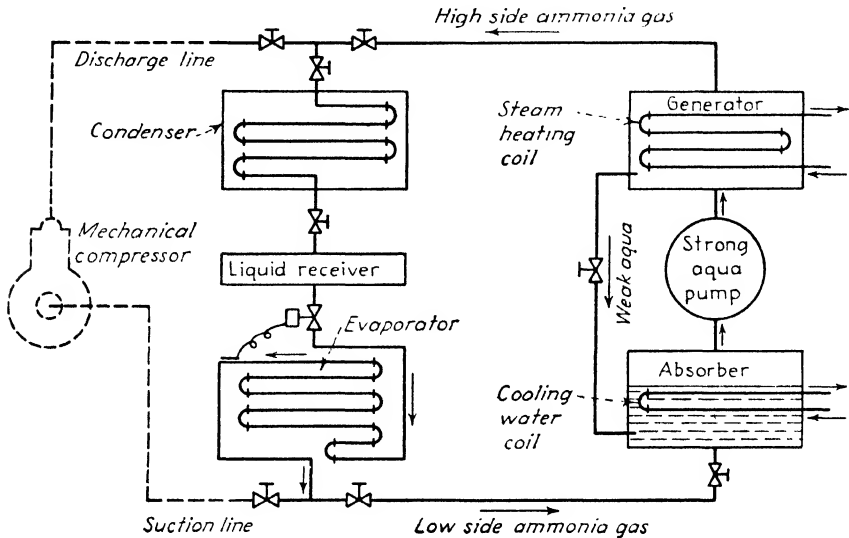 High side ammonia gas
Discharge line
Condenser
Steam
heating
coil
Generator
Mechanical
compressor
Liquid receiver
Weak aqua
Strong
aqua
pump
Evaporator
Absorber
Cooling
water
coil
Suction line
Low side ammonia gas